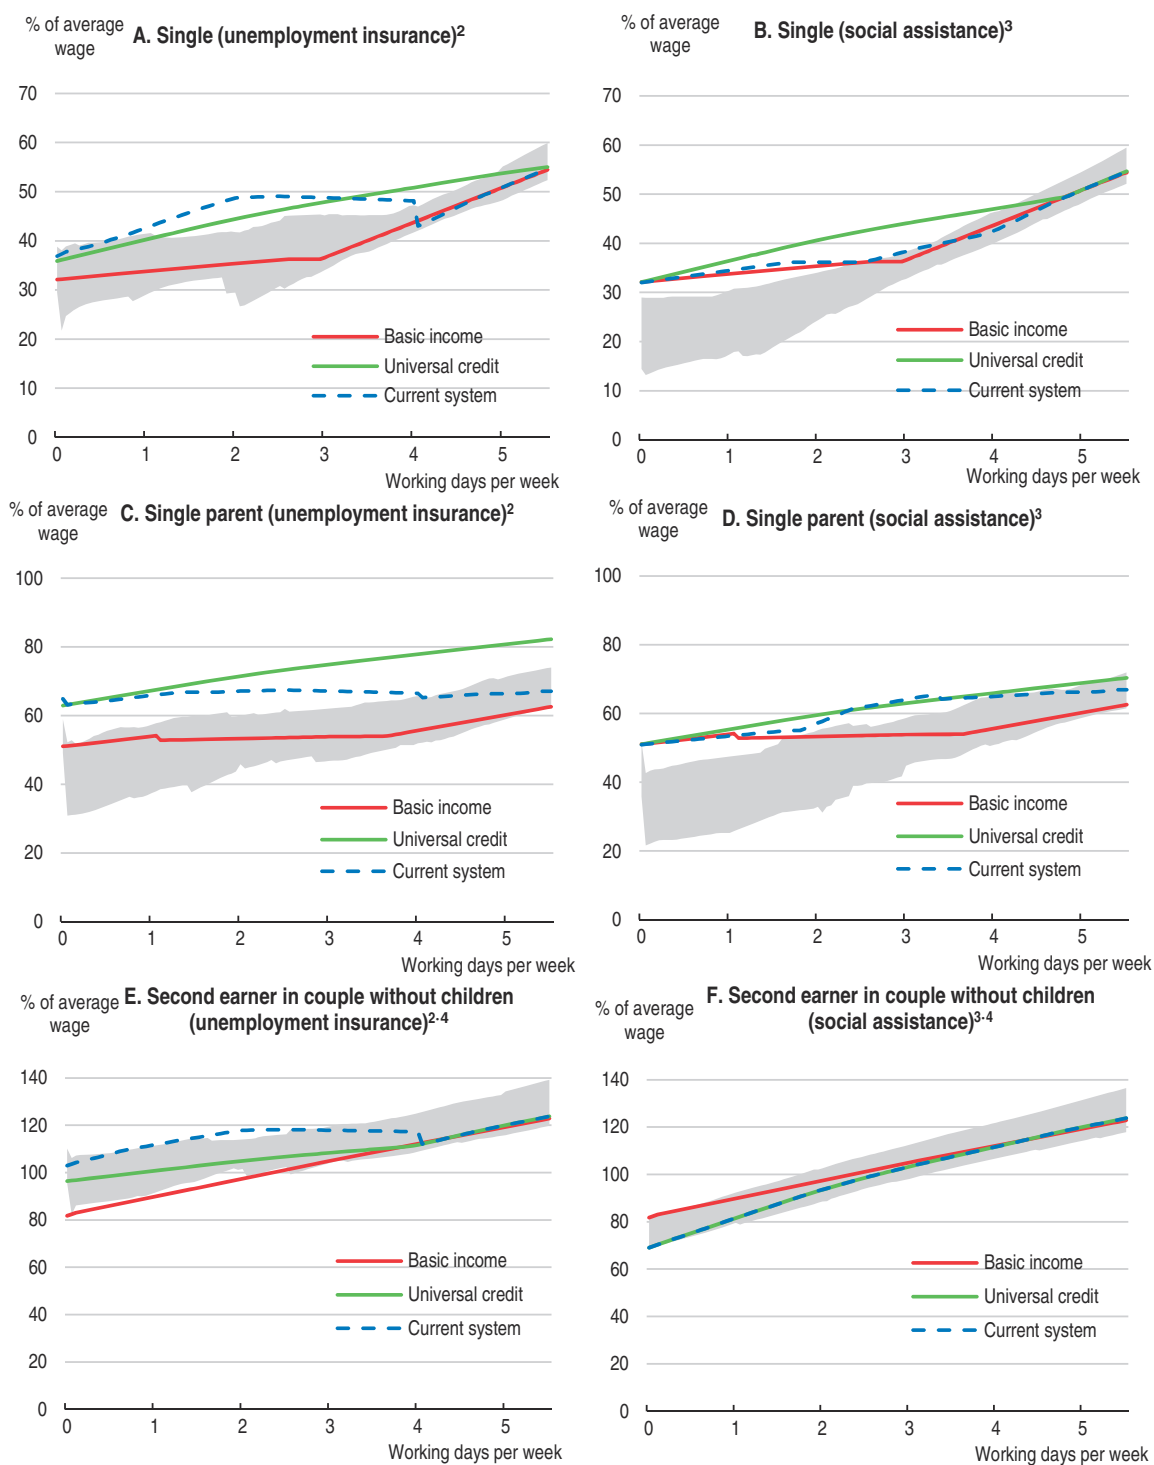 % of average
wage
A. Single (unemployment insurance)2
70
60
50
40
30
20
10
0
0 1 2 3 4 5
Working days per week
Basic income
Universal credit
Current system
% of average
wage
B. Single (social assistance)3
70
60
50
40
30
20
10
0
0 1 2 3 4 5
Working days per week
Basic income
Universal credit
Current system
% of average
wage
C. Single parent (unemployment insurance)2
100
80
60
40
20
0
0 1 2 3 4 5
Working days per week
Basic income
Universal credit
Current system
% of average
wage
D. Single parent (social assistance)3
100
80
60
40
20
0
0 1 2 3 4 5
Working days per week
Basic income
Universal credit
Current system
% of average
wage
E. Second earner in couple without children
(unemployment insurance)2·4
140
120
100
80
60
40
20
0
0 1 2 3 4 5
Working days per week
Basic income
Universal credit
Current system
% of average
wage
F. Second earner in couple without children
(social assistance)3·4
140
120
100
80
60
40
20
0
0 1 2 3 4 5
Working days per week
Basic income
Universal credit
Current system